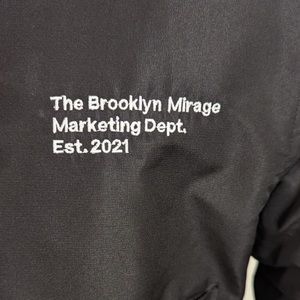 The Brooklyn Mirage
Marketing Dept.
Est. 2021